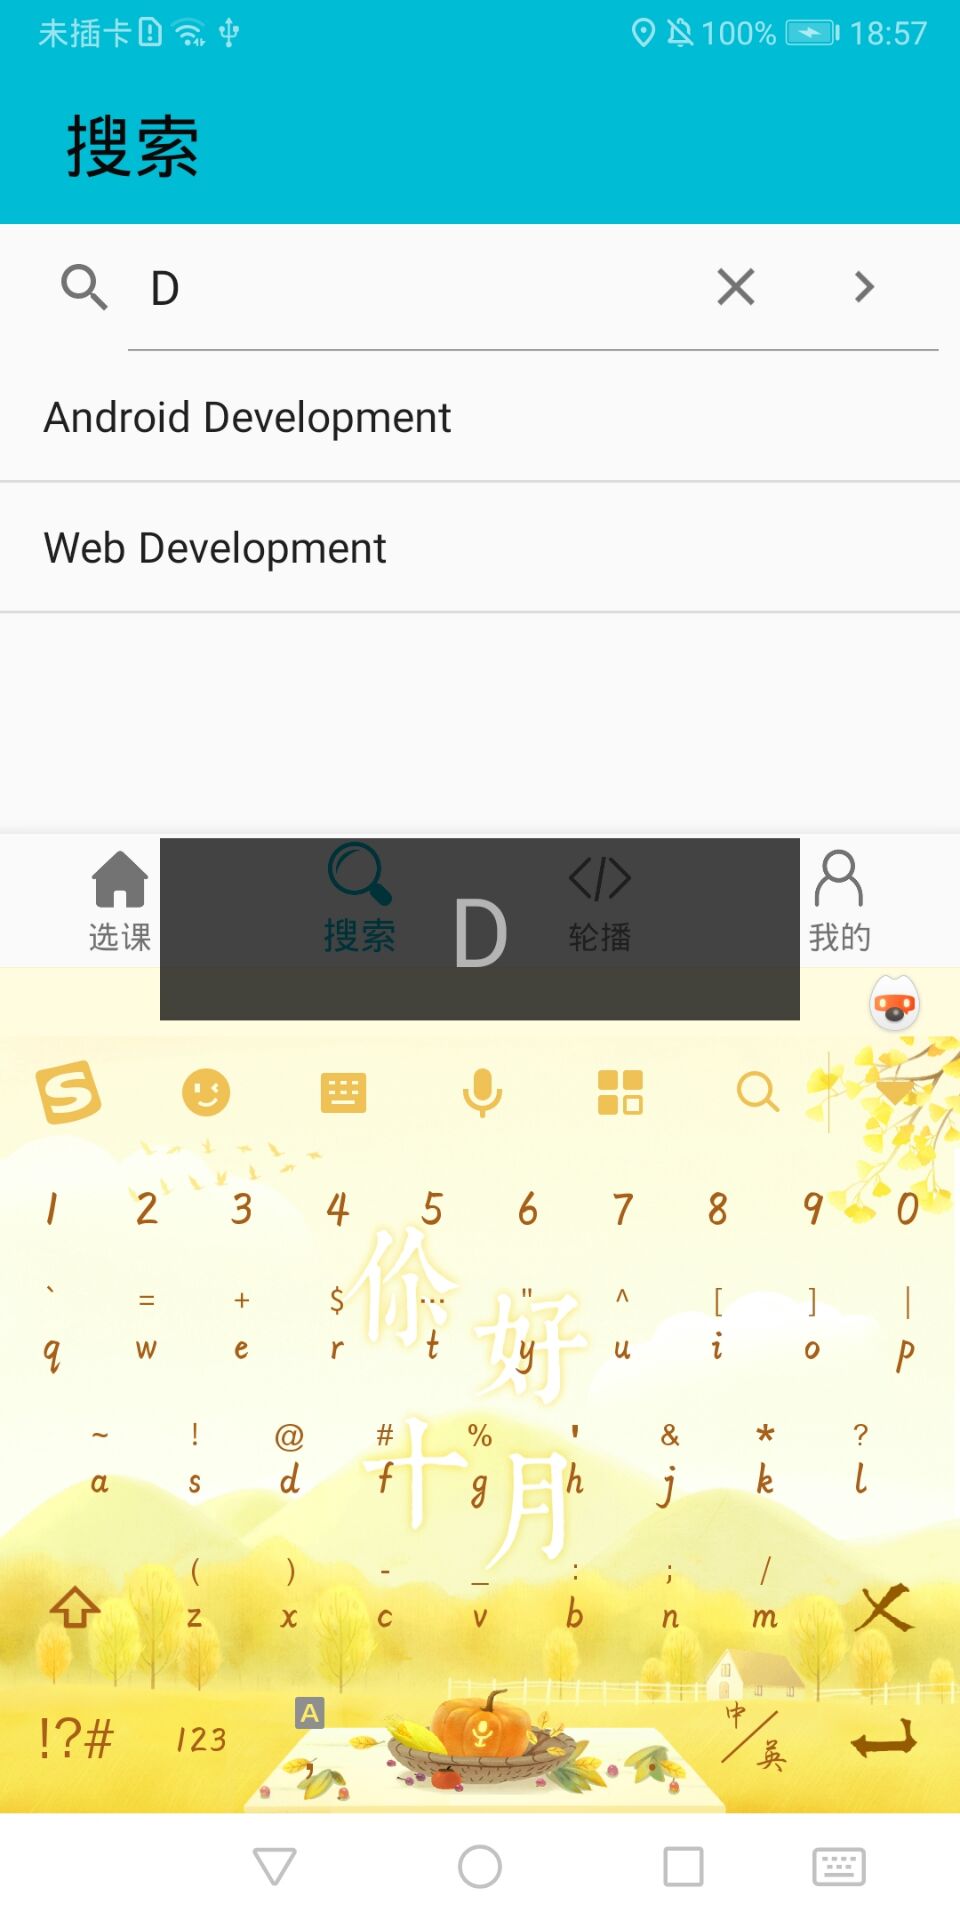 未插卡 100% 18:57
搜索
D
Android Development
Web Development
选课 搜索 轮播 我的
D
1 2 3 4 5 6 7 8 9 0
` = + $ … " ^ [ ] |
q w e r t y u i o p
~ ! @ # % ' & * ?
a s d f g h j k l
( ) - _ : ; /
z x c v b n m
你好十月
A
!?# 123 , . 中/英